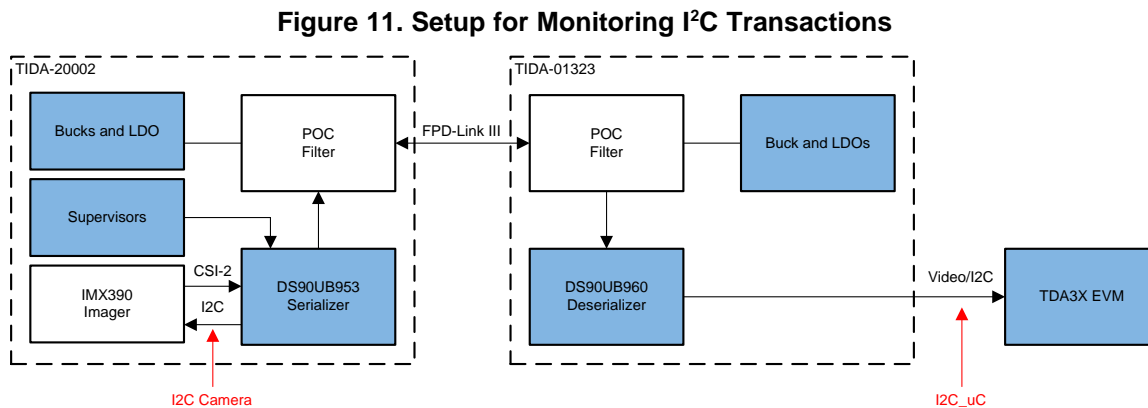 Figure 11. Setup for Monitoring I²C Transactions
TIDA-20002
Bucks and LDO
POC
Filter
Supervisors
CSI-2
IMX390
Imager
I2C
DS90UB953
Serializer
I2C Camera
FPD-Link III
TIDA-01323
POC
Filter
Buck and LDOs
DS90UB960
Deserializer
Video/I2C
TDA3X EVM
I2C_uC